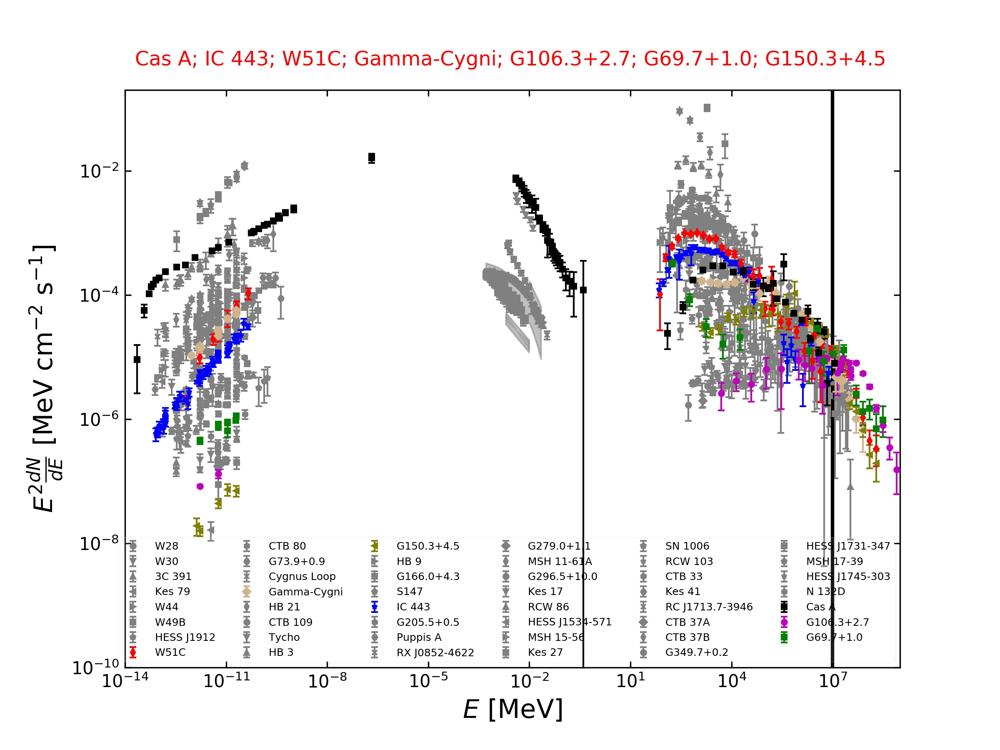 Cas A; IC 443; W51C; Gamma-Cygni; G106.3+2.7; G69.7+1.0; G150.3+4.5
E² dN/dE [MeV cm⁻² s⁻¹]
10⁻²
10⁻⁴
10⁻⁶
10⁻⁸
10⁻¹⁰
W28 CTB 80 G150.3+4.5 G279.0+1.1 SN 1006 HESS J1731-347
W30 G73.9+0.9 HB 9 MSH 11-61A RCW 103 MSH 17-39
3C 391 Cygnus Loop G166.0+4.3 G296.5+10.0 CTB 33 HESS J1745-303
Kes 79 Gamma-Cygni S147 Kes 17 Kes 41 N 132D
W44 HB 21 IC 443 RCW 86 RC J1713.7-3946 Cas A
W49B CTB 109 G205.5+0.5 HESS J1534-571 CTB 37A G106.3+2.7
HESS J1912 Tycho Puppis A MSH 15-56 CTB 37B G69.7+1.0
W51C HB 3 RX J0852-4622 Kes 27 G349.7+0.2
10⁻¹⁴ 10⁻¹¹ 10⁻⁸ 10⁻⁵ 10⁻² 10¹ 10⁴ 10⁷
E [MeV]